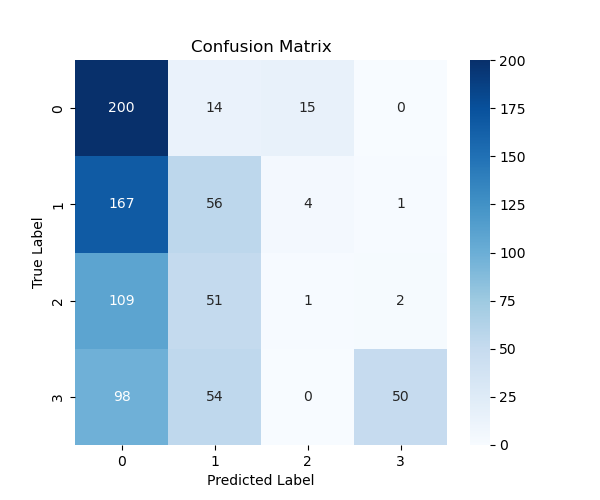 Confusion Matrix
True Label
0 200 14 15 0
1 167 56 4 1
2 109 51 1 2
3 98 54 0 50
0 1 2 3
Predicted Label
200
175
150
125
100
75
50
25
0